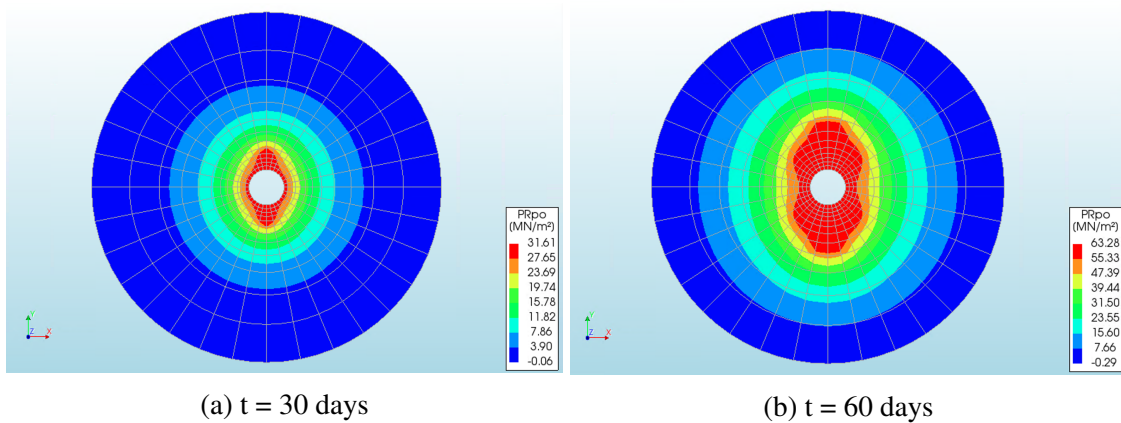 PRpo
(MN/m²)
31.61
27.65
23.69
19.74
15.78
11.82
7.86
3.90
-0.06
Y
Z X
(a) t = 30 days
PRpo
(MN/m²)
63.28
55.33
47.39
39.44
31.50
23.55
15.60
7.66
-0.29
Y
Z X
(b) t = 60 days